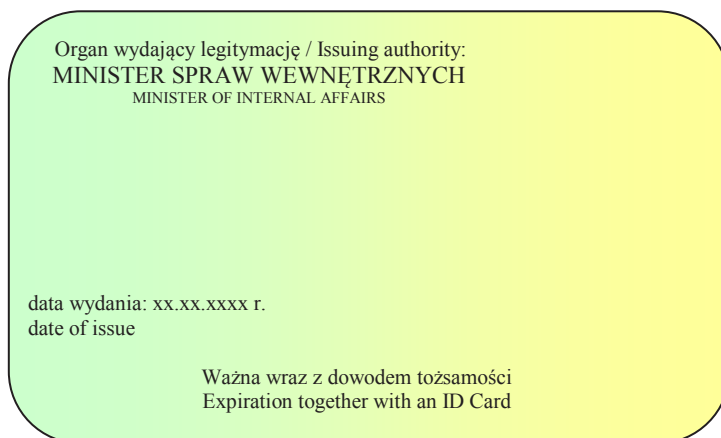 Organ wydający legitymację / Issuing authority:
MINISTER SPRAW WEWNĘTRZNYCH
MINISTER OF INTERNAL AFFAIRS
data wydania: xx.xx.xxxx r.
date of issue
Ważna wraz z dowodem tożsamości
Expiration together with an ID Card